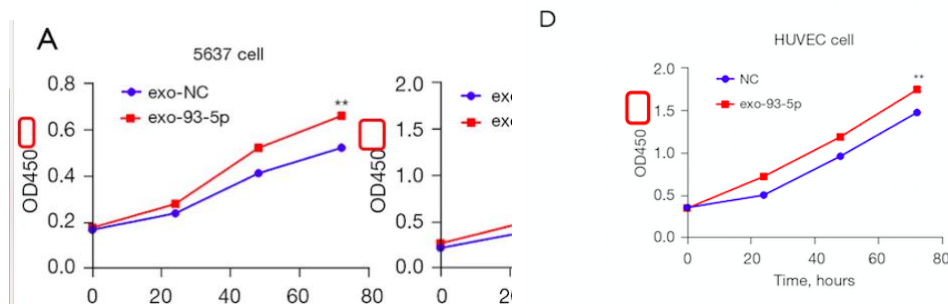 A
D
5637 cell
HUVEC cell
0.8
0.6
0.4
0.2
0.0
OD450
exo-NC
exo-93-5p
**
0 20 40 60 80
2.0
1.5
1.0
0.5
0.0
OD450
0
2.0
1.5
1.0
0.5
0.0
OD450
NC
exo-93-5p
**
0 20 40 60 80
Time, hours